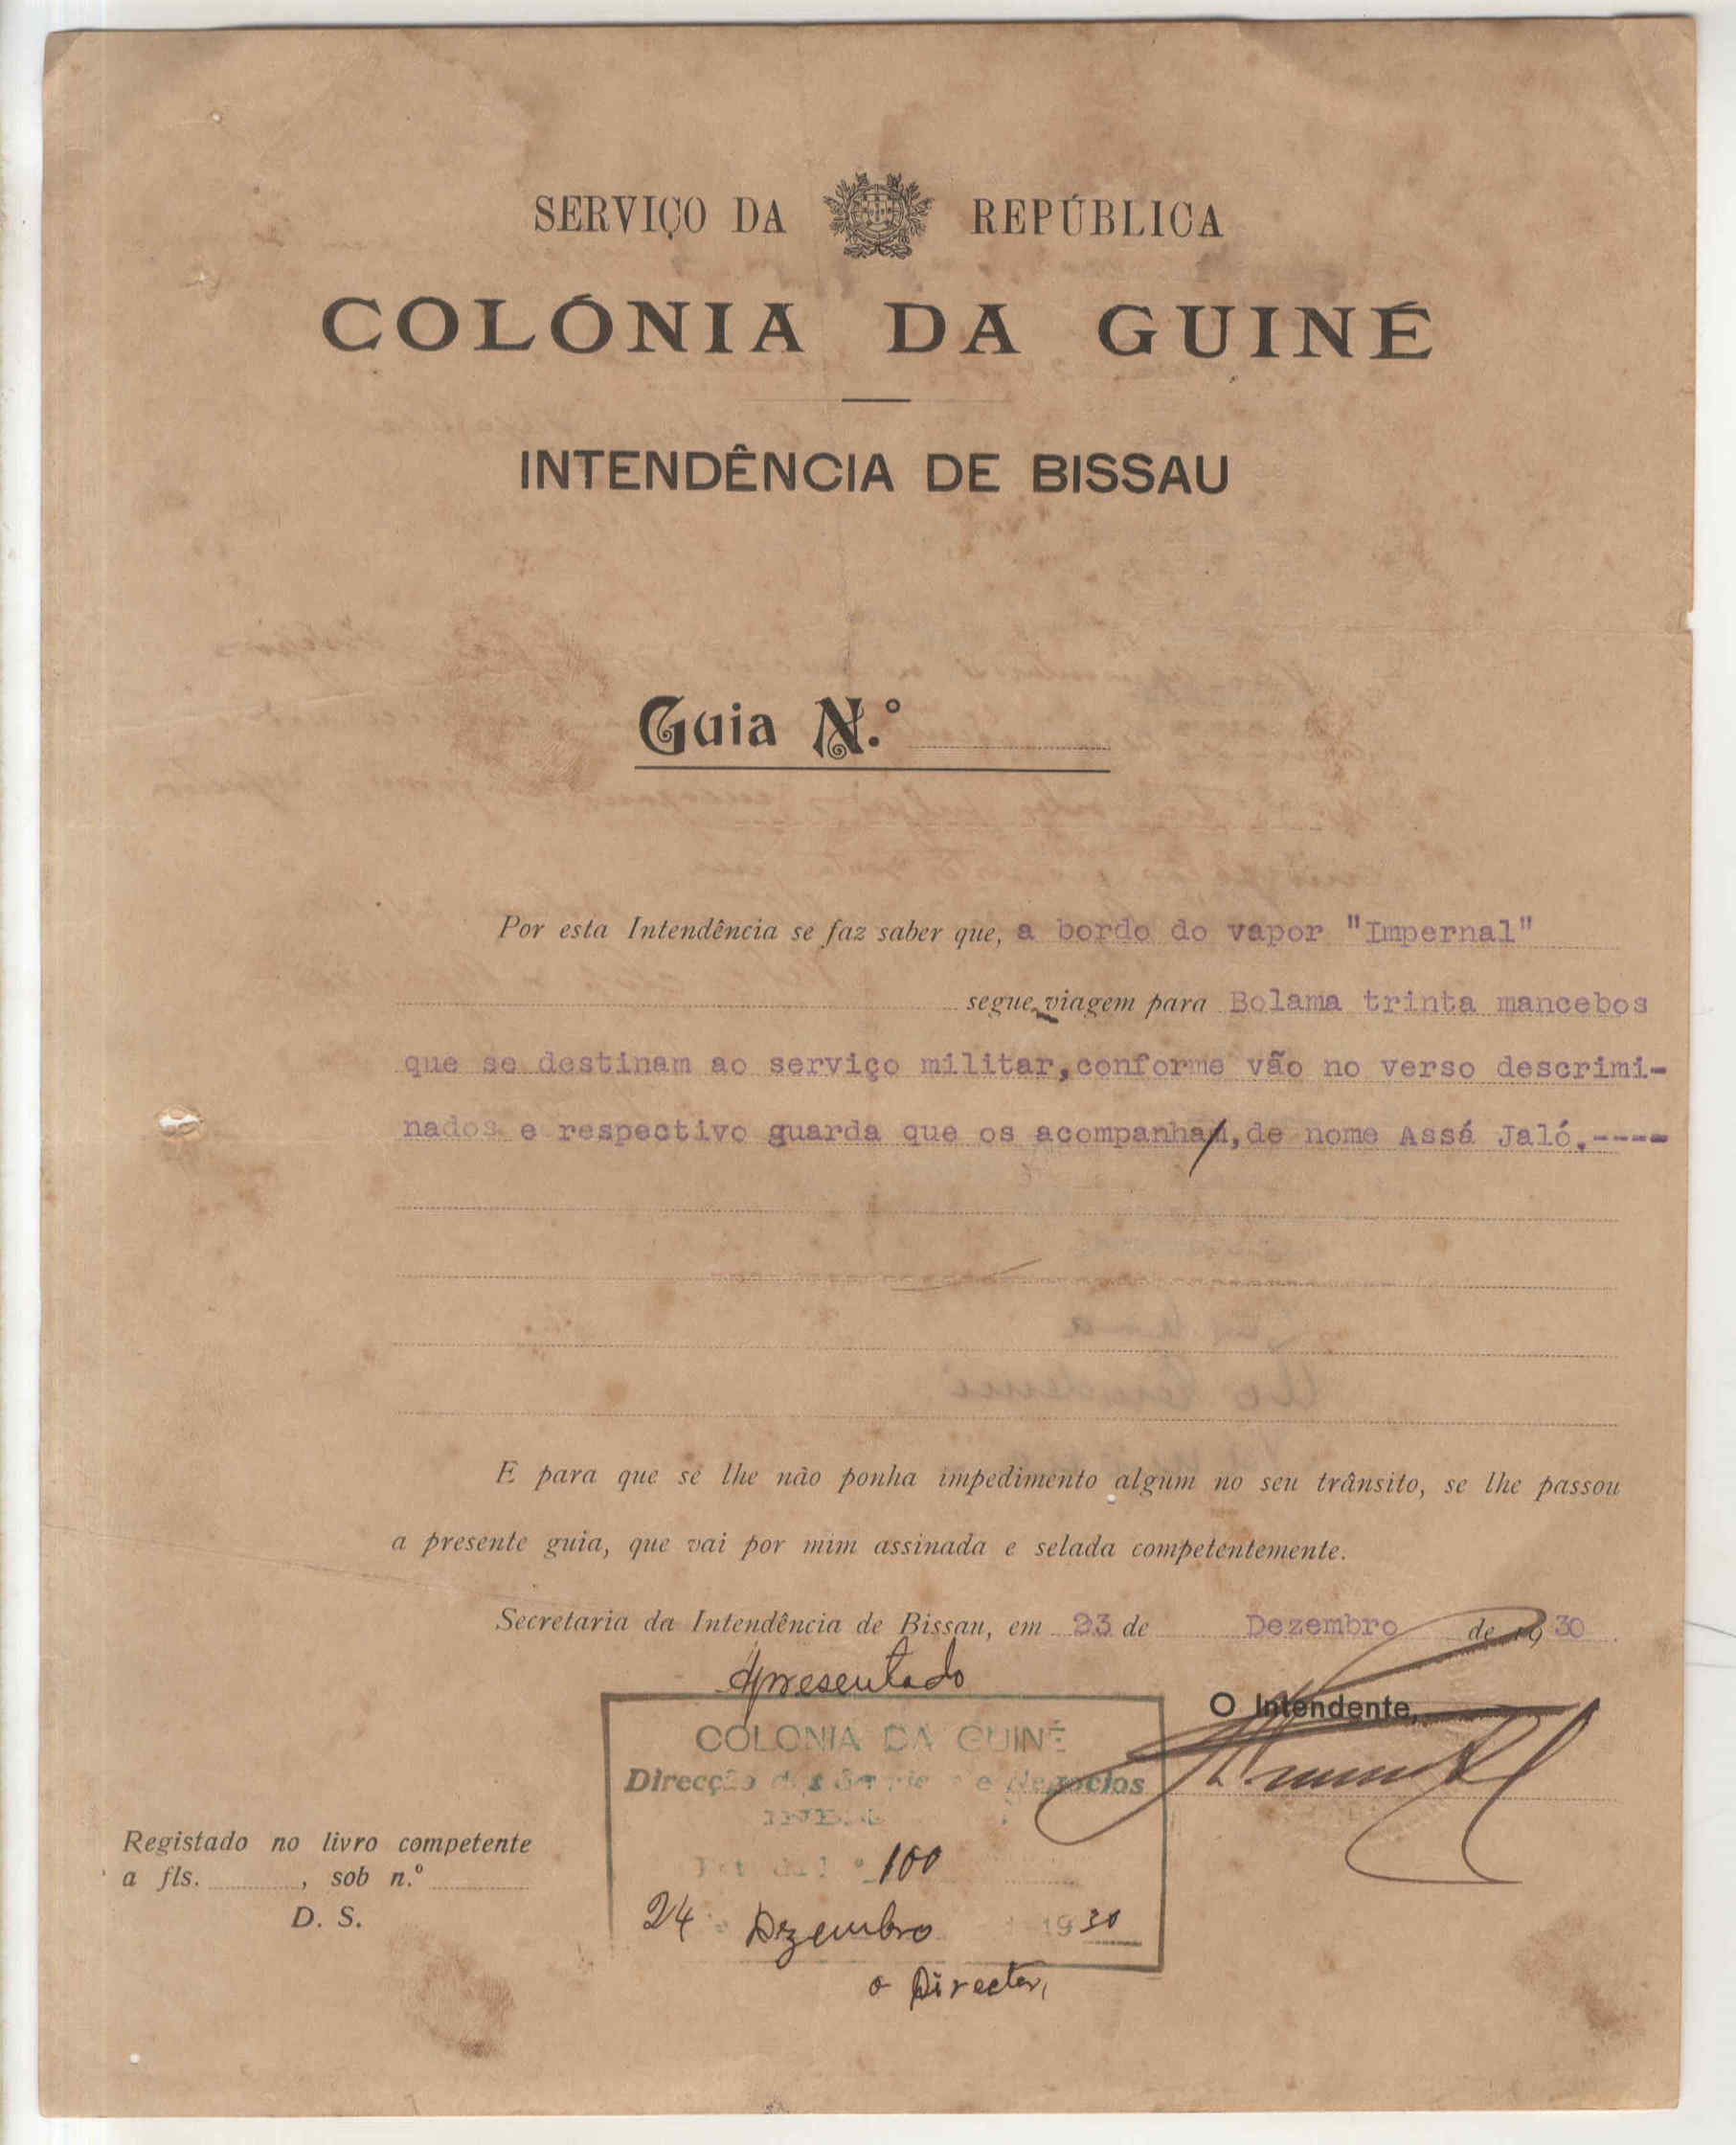 SERVIÇO DA REPÚBLICA
COLÓNIA DA GUINÉ
INTENDÊNCIA DE BISSAU
Guia N.º
Por esta Intendência se faz saber que, a bordo do vapor "Impernal"
segue viagem para Bolama trinta mancebos
que se destinam ao serviço militar, conforme vão no verso descrimi-
nados e respectivo guarda que os acompanha, de nome Assá Jaló.----
E para que se lhe não ponha impedimento algum no seu trânsito, se lhe passou
a presente guia, que vai por mim assinada e selada competentemente.
Secretaria da Intendência de Bissau, em 23 de Dezembro de 1930
Apresentado
O Intendente,
COLONIA DA GUINÉ
Direcção dos e Negocios
100
24 Dezembro 1930
o Director,
Registado no livro competente
a fls. , sob n.º
D. S.